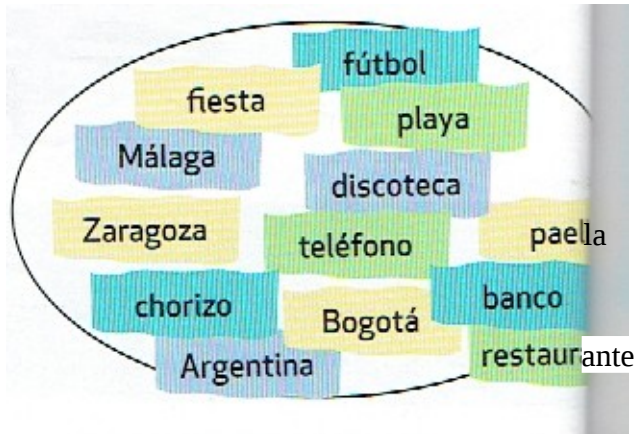 fútbol
fiesta
playa
Málaga
discoteca
Zaragoza
teléfono
paella
chorizo
Bogotá
banco
Argentina
restaurante